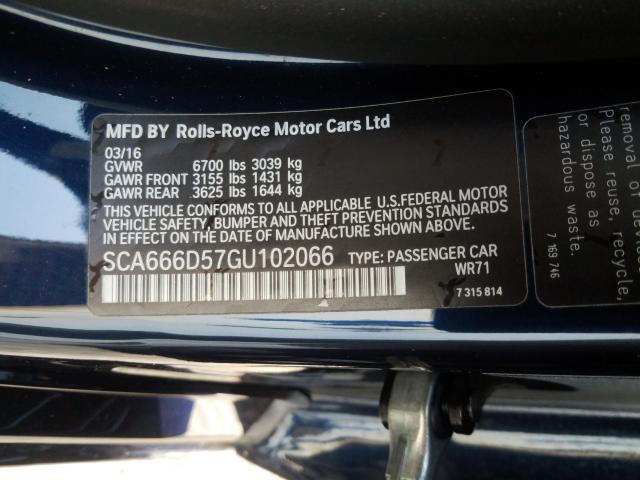 MFD BY Rolls-Royce Motor Cars Ltd
03/16
GVWR 6700 lbs 3039 kg
GAWR FRONT 3155 lbs 1431 kg
GAWR REAR 3625 lbs 1644 kg
THIS VEHICLE CONFORMS TO ALL APPLICABLE U.S.FEDERAL MOTOR
VEHICLE SAFETY, BUMPER AND THEFT PREVENTION STANDARDS
IN EFFECT ON THE DATE OF MANUFACTURE SHOWN ABOVE.
SCA666D57GU102066 TYPE: PASSENGER CAR
WR71
7 315 814
removal or
Please reuse, recycle,
or dispose as
hazardous waste.
7 169 746